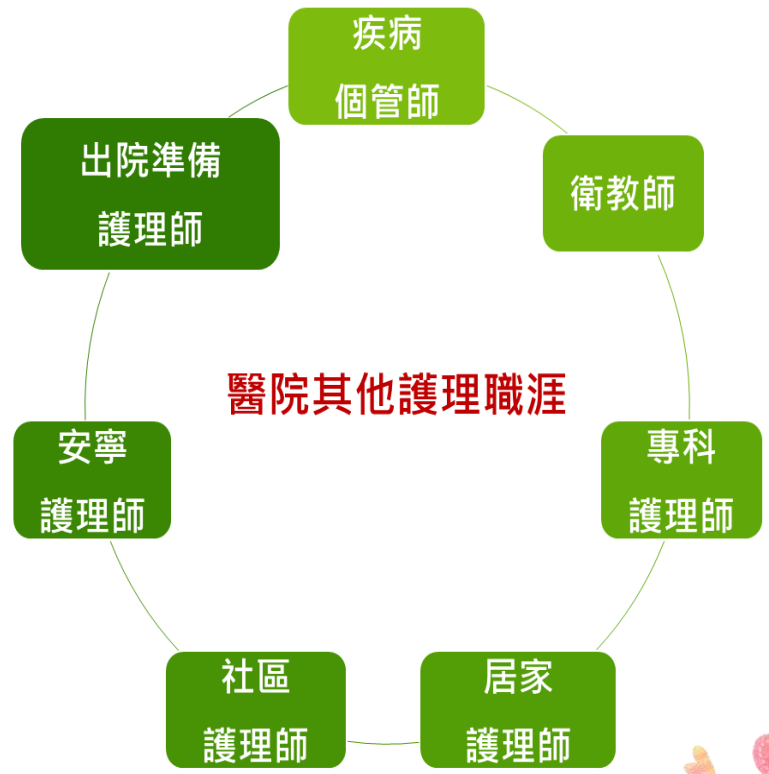 疾病
個管師
衛教師
專科
護理師
居家
護理師
社區
護理師
安寧
護理師
出院準備
護理師
醫院其他護理職涯